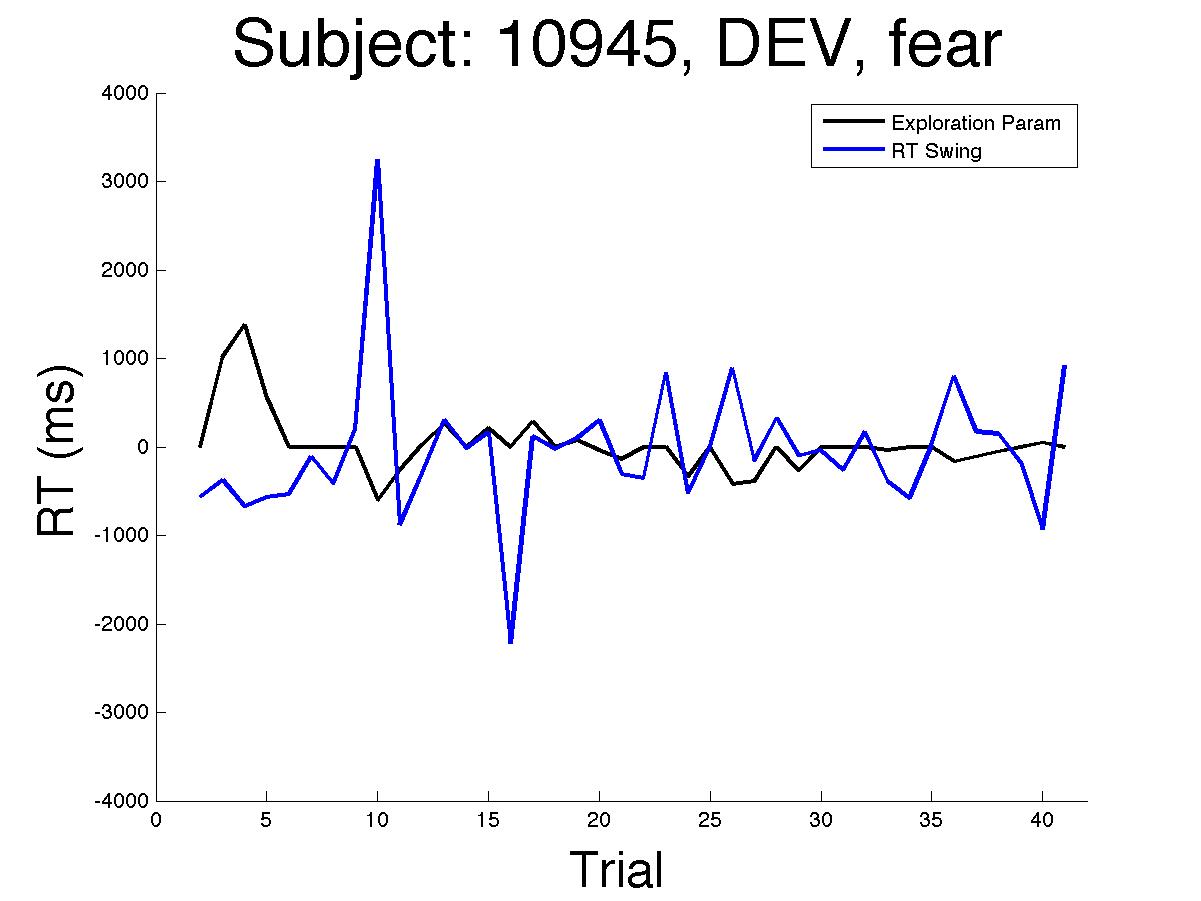 Subject: 10945, DEV, fear
Exploration Param
RT Swing
RT (ms)
4000
3000
2000
1000
0
-1000
-2000
-3000
-4000
0 5 10 15 20 25 30 35 40
Trial